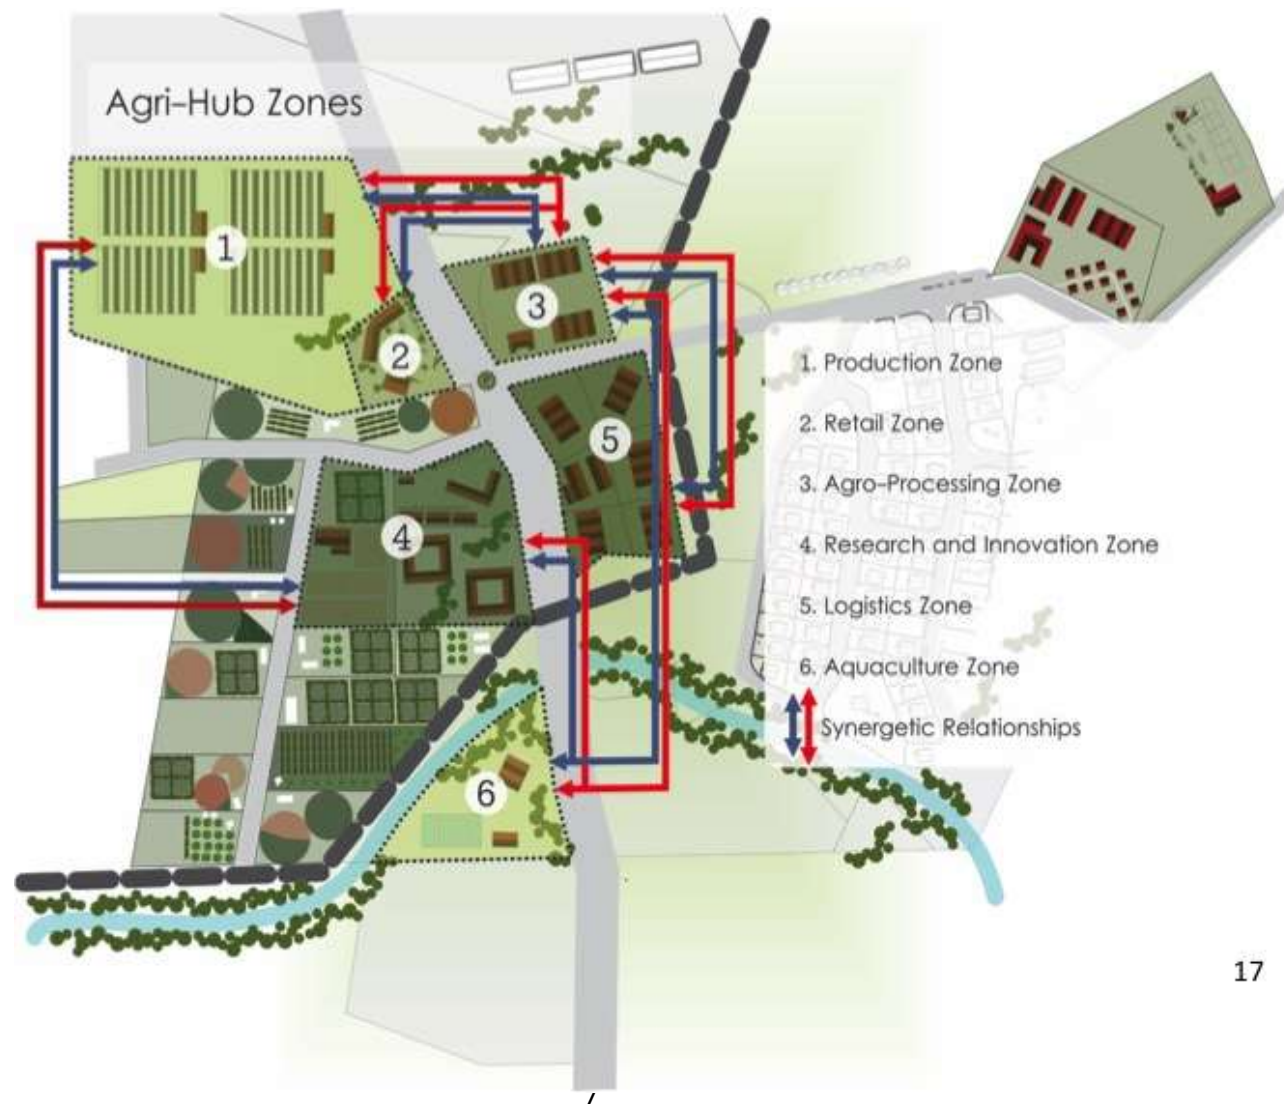 Agri-Hub Zones
1
2
3
4
5
6
1. Production Zone
2. Retail Zone
3. Agro-Processing Zone
4. Research and Innovation Zone
5. Logistics Zone
6. Aquaculture Zone
Synergetic Relationships
17